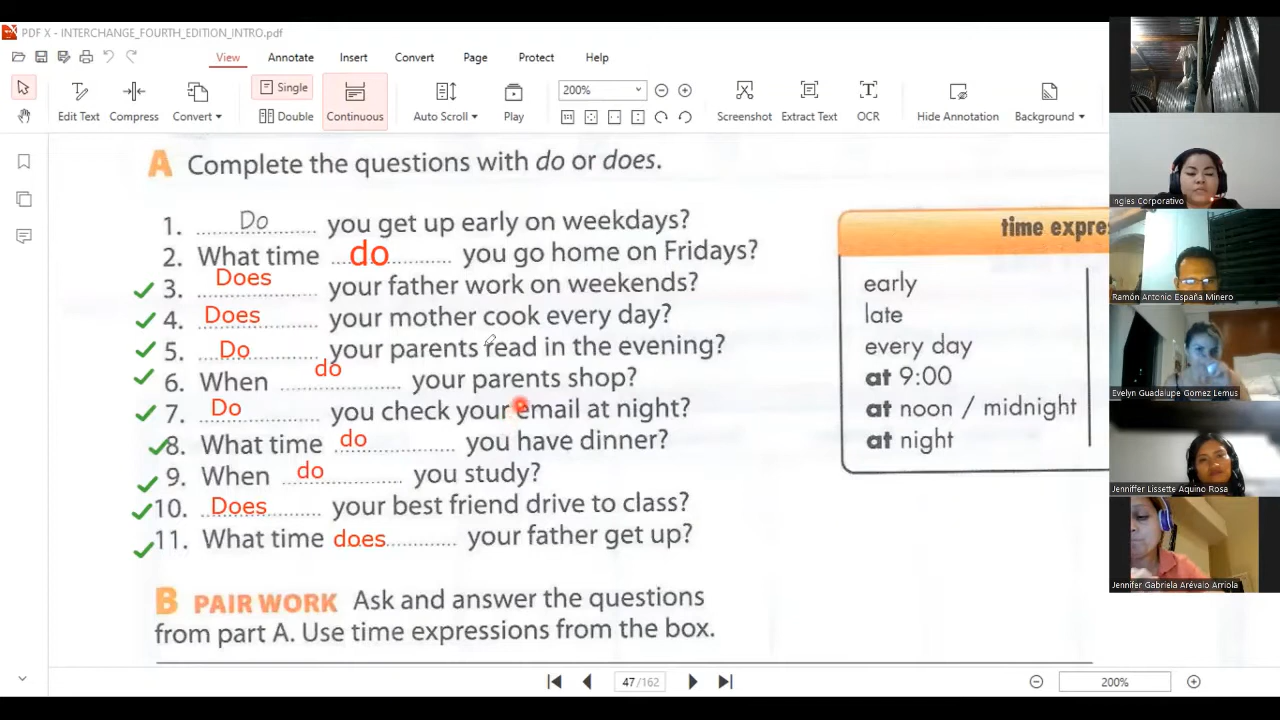 PDF X - INTERCHANGE_FOURTH_EDITION_INTRO.pdf
View Annotate Insert Convert Page Protect Help
Edit Text Compress Convert Single Double Continuous Auto Scroll Play 200% Screenshot Extract Text OCR Hide Annotation Background
A Complete the questions with do or does.
1. Do you get up early on weekdays?
2. What time do you go home on Fridays?
3. Does your father work on weekends?
4. Does your mother cook every day?
5. Do your parents read in the evening?
6. When do your parents shop?
7. Do you check your email at night?
8. What time do you have dinner?
9. When do you study?
10. Does your best friend drive to class?
11. What time does your father get up?
B PAIR WORK Ask and answer the questions
from part A. Use time expressions from the box.
time expre
early
late
every day
at 9:00
at noon / midnight
at night
ngles Corporativo
Ramón Antonio España Minero
Evelyn Guadalupe Gomez Lemus
Jenniffer Lissette Aquino Rosa
Jennifer Gabriela Arévalo Arriola
47 /162
200%